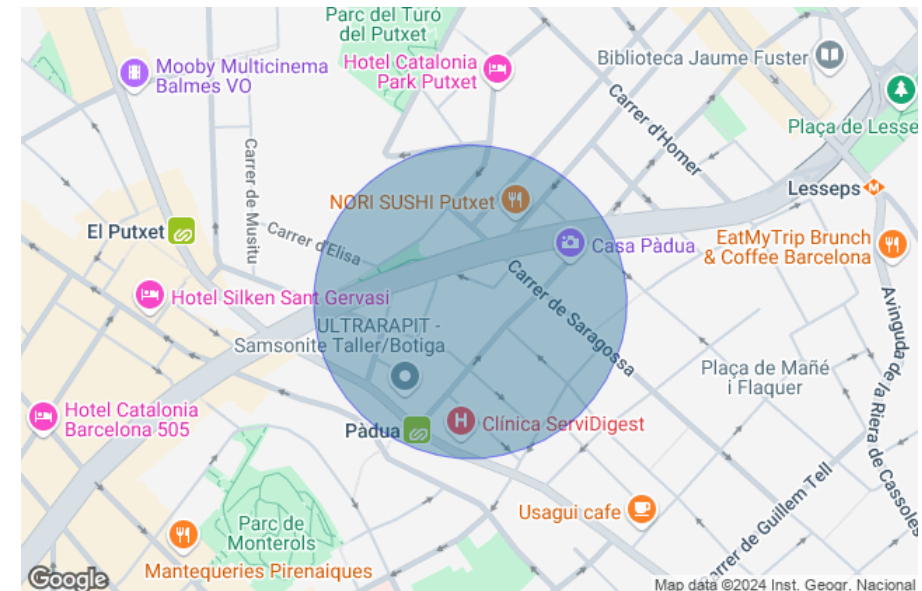 Parc del Turó
del Putxet
Mooby Multicinema
Balmes VO
Hotel Catalonia
Park Putxet
Biblioteca Jaume Fuster
Carrer d'Homer
Plaça de Lesse
Carrer de Musitu
Lesseps
M
NORI SUSHI Putxet
El Putxet
Carrer d'Elisa
Casa Pàdua
EatMyTrip Brunch
& Coffee Barcelona
Carrer de Saragossa
Hotel Silken Sant Gervasi
ULTRARAPIT -
Samsonite Taller/Botiga
Avinguda de la Riera de Cassoles
Plaça de Mañé
i Flaquer
Hotel Catalonia
Barcelona 505
Pàdua
H
Clínica ServiDigest
Carrer de Guillem Tell
Usagui cafe
Parc de
Monterols
Mantequeries Pirenaiques
Google
Map data ©2024 Inst. Geogr. Nacional